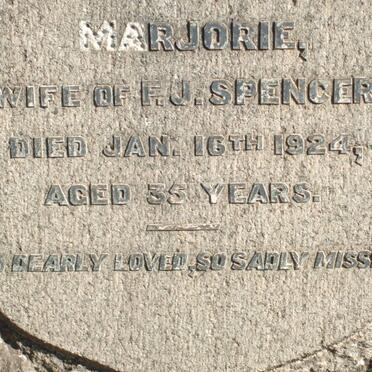 MARJORIE,
WIFE OF F.J. SPENCER
DIED JAN. 16TH 1924,
AGED 35 YEARS.
DEARLY LOVED, SO SADLY